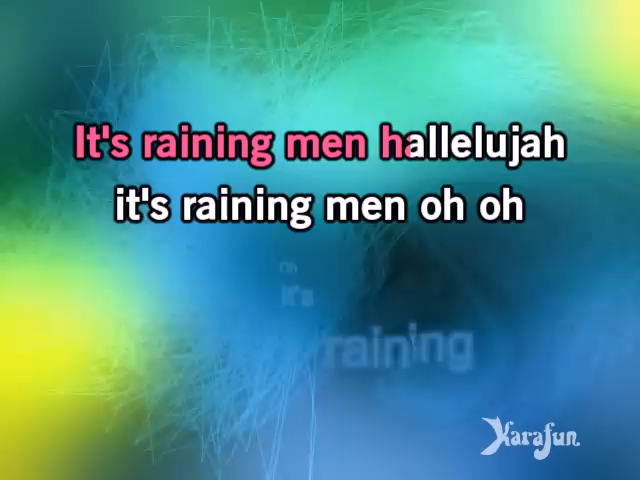 It's raining men hallelujah
it's raining men oh oh
Oh
it's
raining
Karafun